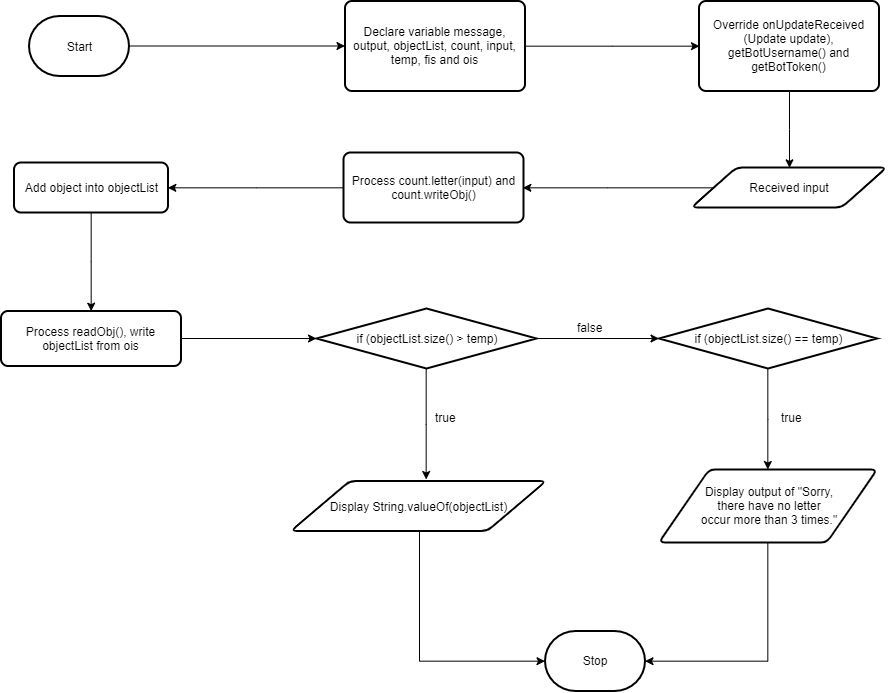 Start
Declare variable message,
output, objectList, count, input,
temp, fis and ois
Override onUpdateReceived
(Update update),
getBotUsername() and
getBotToken()
Received input
Process count.letter(input) and
count.writeObj()
Add object into objectList
Process readObj(), write
objectList from ois
if (objectList.size() > temp)
false
if (objectList.size() == temp)
true
true
Display String.valueOf(objectList)
Display output of "Sorry,
there have no letter
occur more than 3 times."
Stop